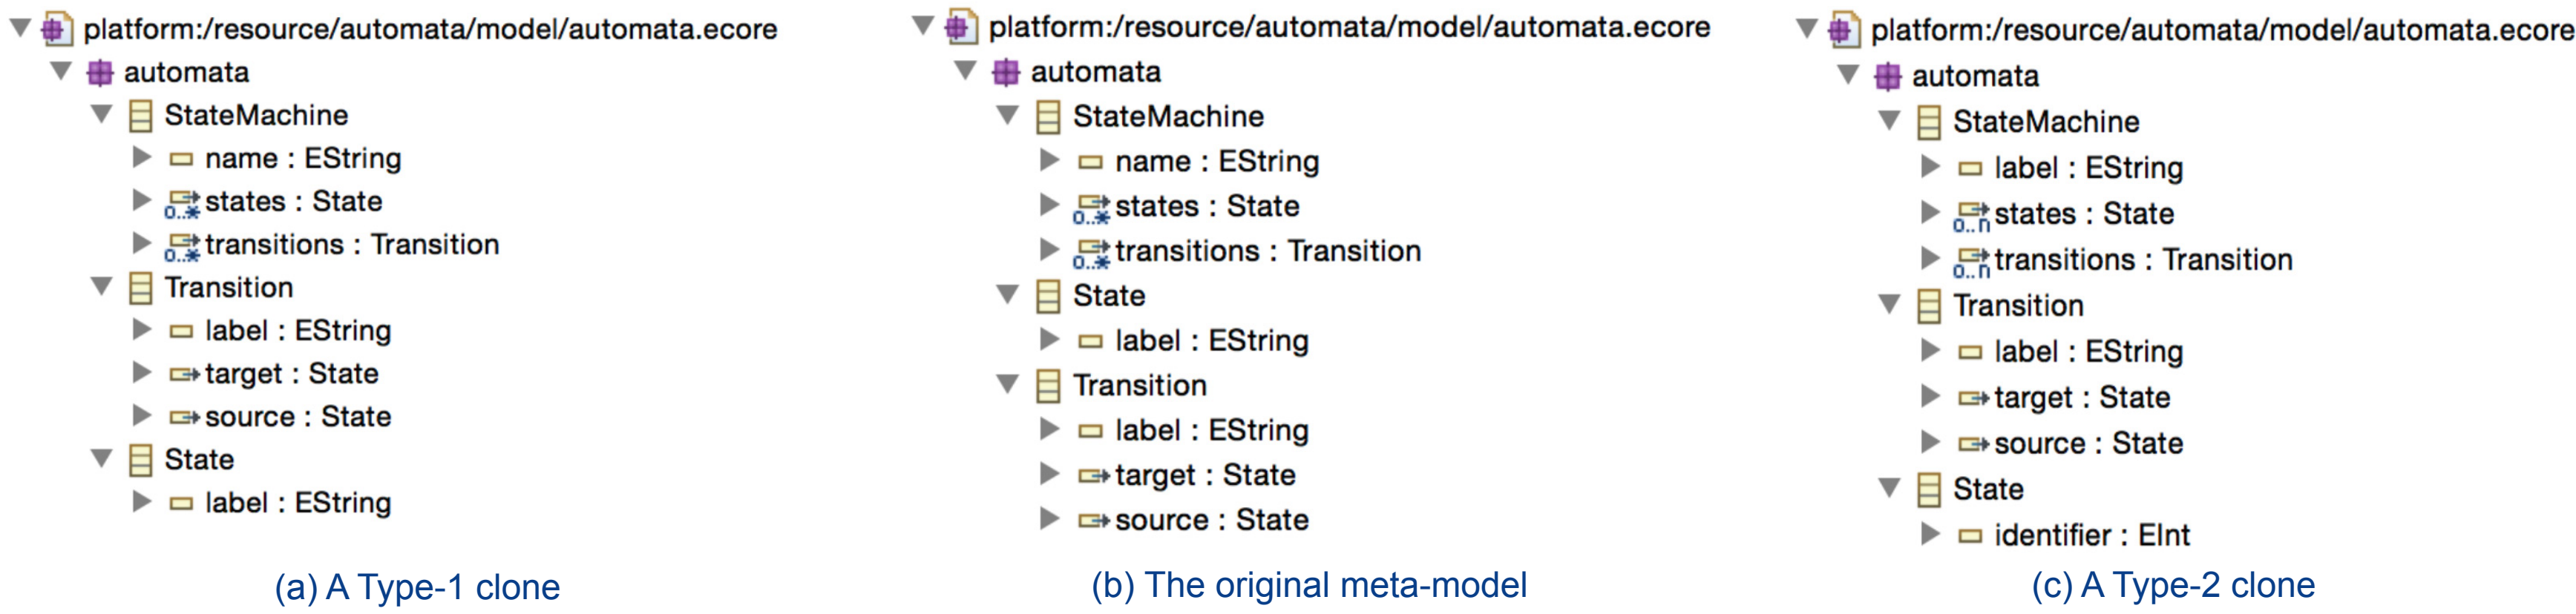 platform:/resource/automata/model/automata.ecore
automata
StateMachine
name : EString
0..* states : State
0..* transitions : Transition
Transition
label : EString
target : State
source : State
State
label : EString
(a) A Type-1 clone
platform:/resource/automata/model/automata.ecore
automata
StateMachine
name : EString
0..* states : State
0..* transitions : Transition
State
label : EString
Transition
label : EString
target : State
source : State
(b) The original meta-model
platform:/resource/automata/model/automata.ecore
automata
StateMachine
label : EString
0..n states : State
0..n transitions : Transition
Transition
label : EString
target : State
source : State
State
identifier : EInt
(c) A Type-2 clone